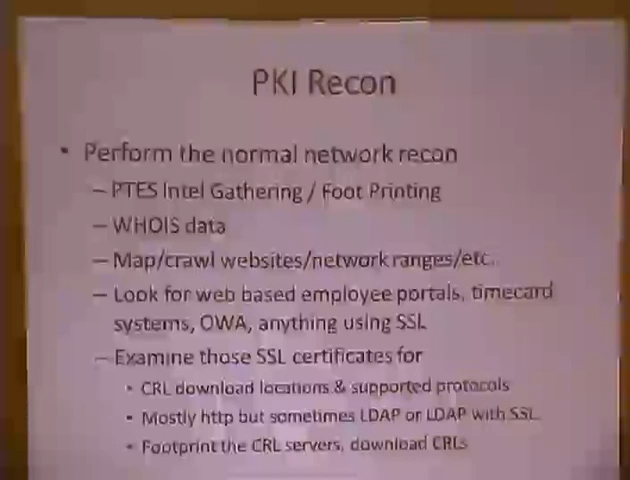 PKI Recon
• Perform the normal network recon
– PTES Intel Gathering / Foot Printing
– WHOIS data
– Map/crawl websites/network ranges/etc.
– Look for web based employee portals, timecard
systems, OWA, anything using SSL
– Examine those SSL certificates for
• CRL download locations & supported protocols
• Mostly http but sometimes LDAP or LDAP with SSL
• Footprint the CRL servers, download CRLs